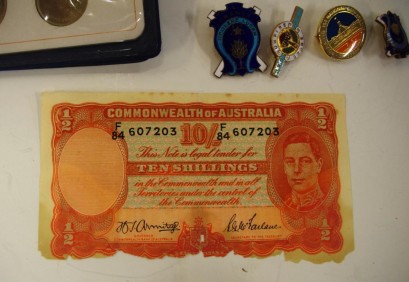 COMMONWEALTH OF AUSTRALIA
1/2 1/2
F 84 607203 10/- F 84 607203
This Note is legal tender for
TEN SHILLINGS
in the Commonwealth and in all
Territories under the control of
the Commonwealth
1/2 1/2